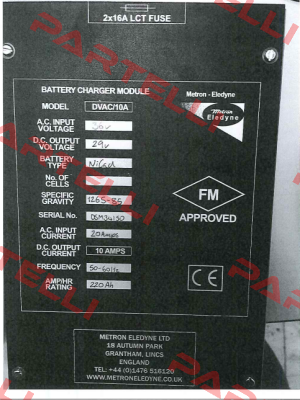 2x16A LCT FUSE
BATTERY CHARGER MODULE
Metron - Eledyne
MODEL DVAC/10A
Metron Eledyne
A.C. INPUT VOLTAGE 36v
D.C. OUTPUT VOLTAGE 29v
BATTERY TYPE NiCad
No. OF CELLS
SPECIFIC GRAVITY 1265-85
FM
APPROVED
SERIAL No.
A.C. INPUT CURRENT 20Amps
D.C. OUTPUT CURRENT 10 AMPS
FREQUENCY 50-60Hz
AMP/HR RATING 220Ah
CE
METRON ELEDYNE LTD
18 AUTUMN PARK
GRANTHAM, LINCS
ENGLAND
TEL: +44 (0)1476 516120
WWW.METRONELEDYNE.CO.UK
PARTELLI
PARTELLI
PARTELLI